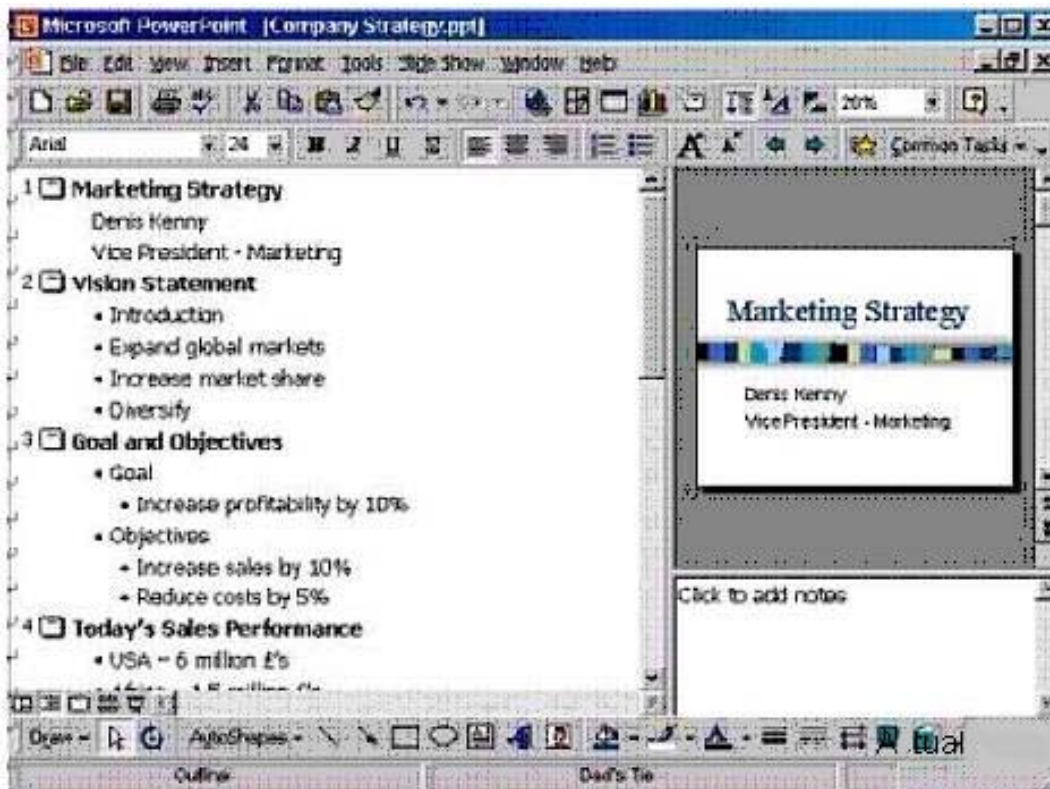 Microsoft PowerPoint [Company Strategy.ppt]
File Edit View Insert Format Tools Slide Show Window Help
20%
Arial 24 B I U S A A Common Tasks
1 Marketing Strategy
Denis Kenny
Vice President - Marketing
2 Vision Statement
• Introduction
• Expand global markets
• Increase market share
• Diversify
3 Goal and Objectives
• Goal
• Increase profitability by 10%
• Objectives
• Increase sales by 10%
• Reduce costs by 5%
4 Today's Sales Performance
• USA – 6 million £'s
Marketing Strategy
Denis Kenny
Vice President - Marketing
Click to add notes
Draw AutoShapes A tual
Outline Dad's Tie